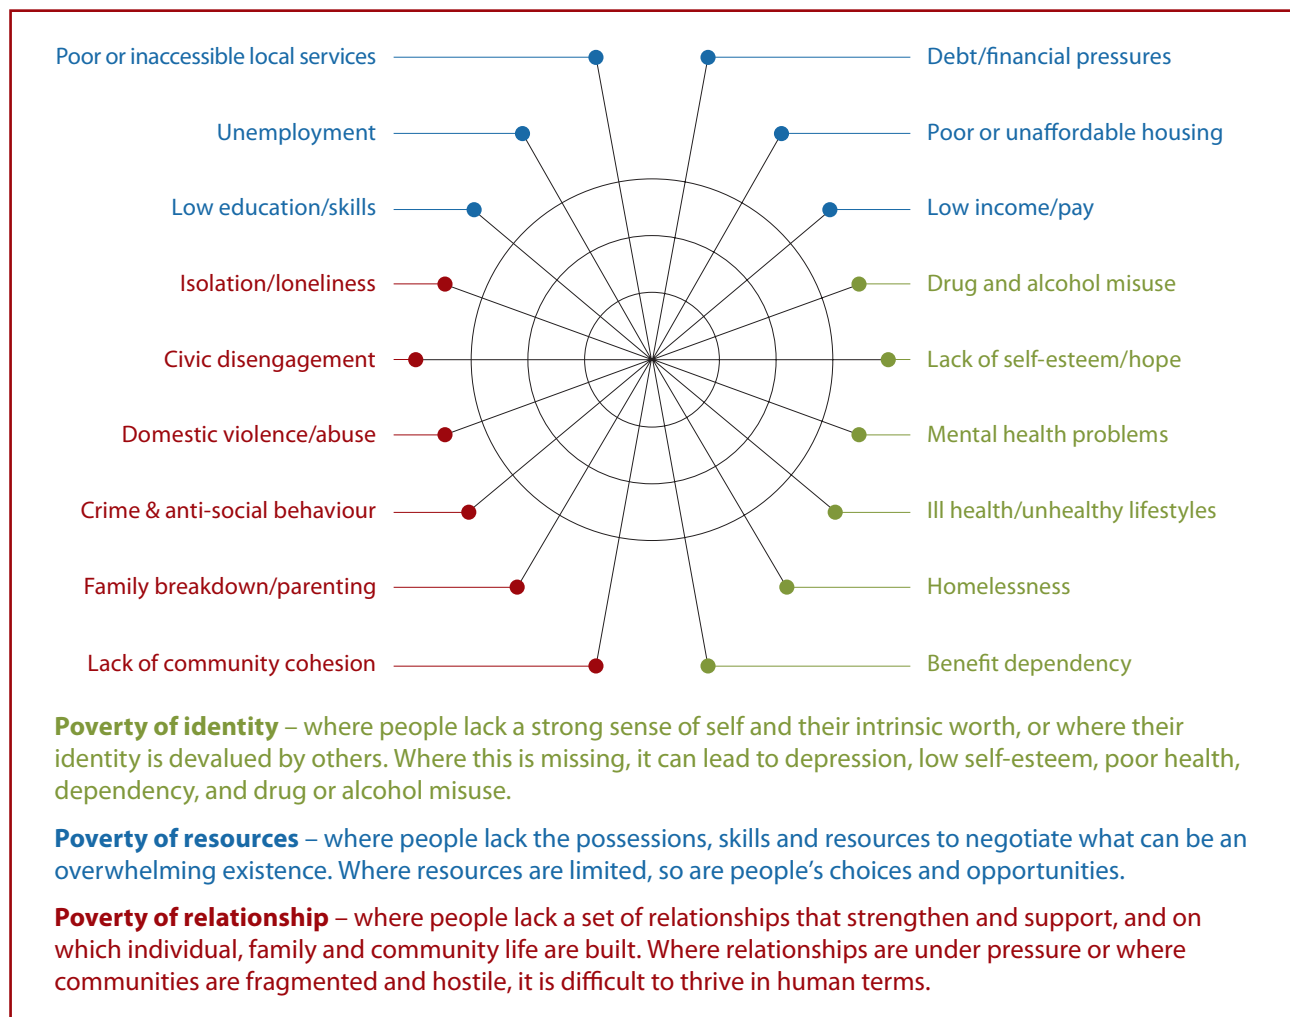 Poor or inaccessible local services
Debt/financial pressures
Unemployment
Poor or unaffordable housing
Low education/skills
Low income/pay
Isolation/loneliness
Drug and alcohol misuse
Civic disengagement
Lack of self-esteem/hope
Domestic violence/abuse
Mental health problems
Crime & anti-social behaviour
Ill health/unhealthy lifestyles
Family breakdown/parenting
Homelessness
Lack of community cohesion
Benefit dependency
Poverty of identity – where people lack a strong sense of self and their intrinsic worth, or where their
identity is devalued by others. Where this is missing, it can lead to depression, low self-esteem, poor health,
dependency, and drug or alcohol misuse.
Poverty of resources – where people lack the possessions, skills and resources to negotiate what can be an
overwhelming existence. Where resources are limited, so are people’s choices and opportunities.
Poverty of relationship – where people lack a set of relationships that strengthen and support, and on
which individual, family and community life are built. Where relationships are under pressure or where
communities are fragmented and hostile, it is difficult to thrive in human terms.